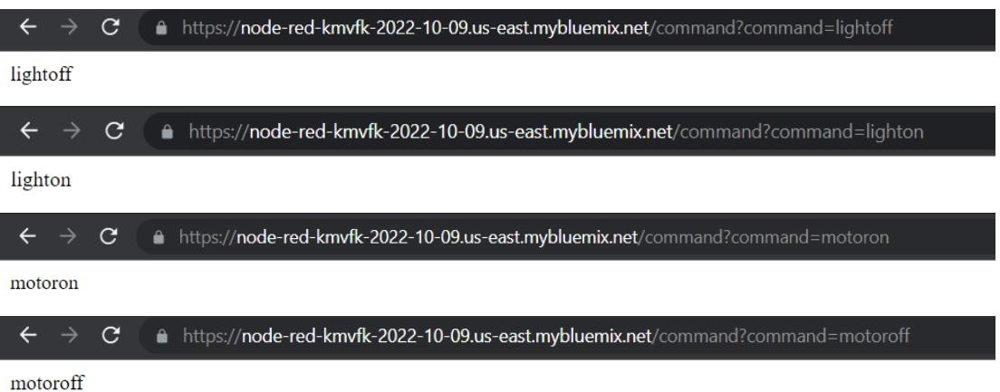 https://node-red-kmvfk-2022-10-09.us-east.mybluemix.net/command?command=lightoff
lightoff
https://node-red-kmvfk-2022-10-09.us-east.mybluemix.net/command?command=lighton
lighton
https://node-red-kmvfk-2022-10-09.us-east.mybluemix.net/command?command=motoron
motoron
https://node-red-kmvfk-2022-10-09.us-east.mybluemix.net/command?command=motoroff
motoroff